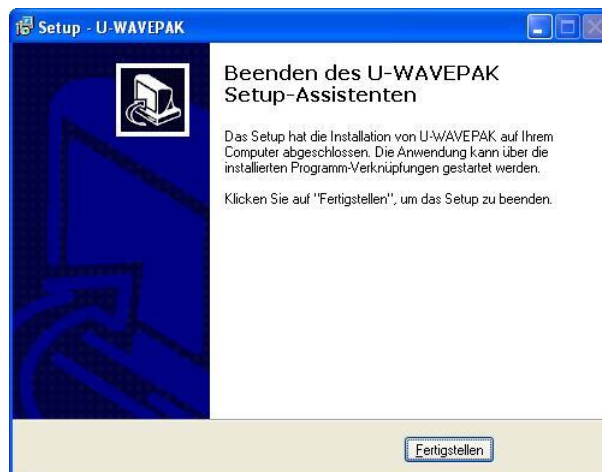 Setup - U-WAVEPAK
Beenden des U-WAVEPAK
Setup-Assistenten
Das Setup hat die Installation von U-WAVEPAK auf Ihrem
Computer abgeschlossen. Die Anwendung kann über die
installierten Programm-Verknüpfungen gestartet werden.
Klicken Sie auf "Fertigstellen", um das Setup zu beenden.
Fertigstellen